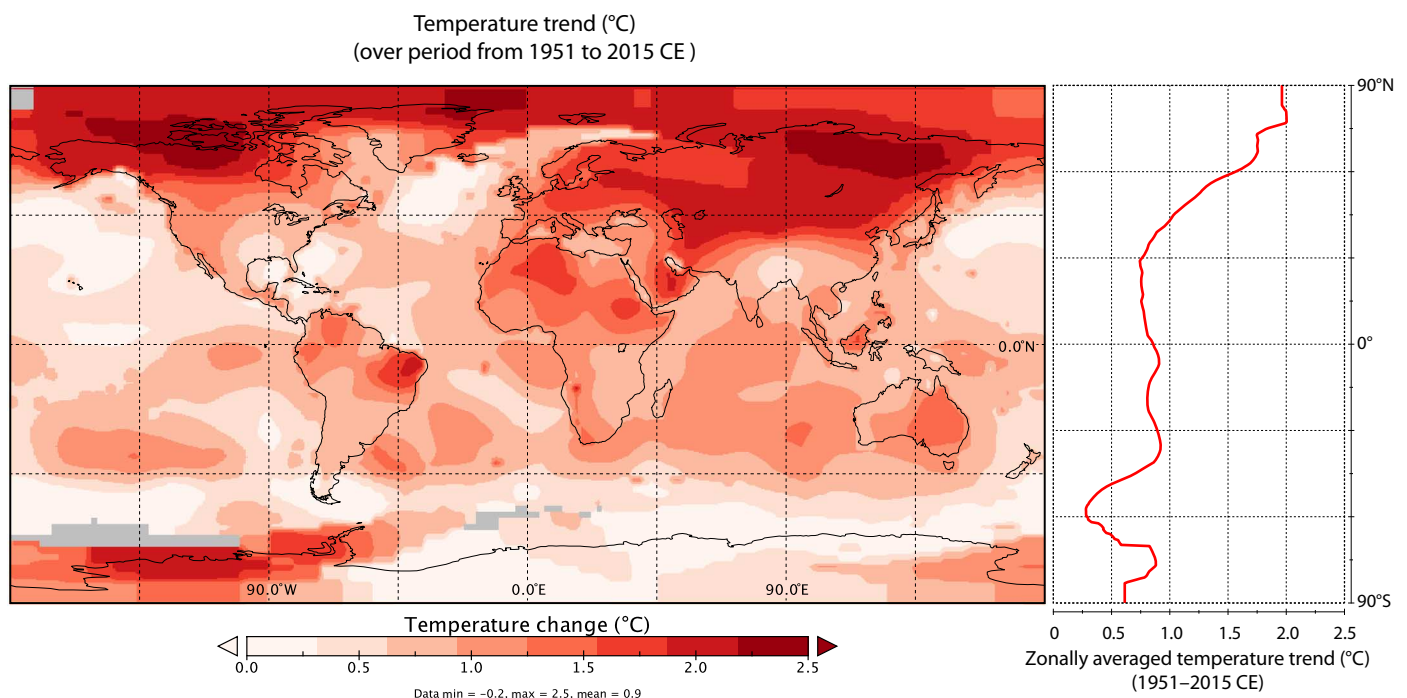 Temperature trend (°C)
(over period from 1951 to 2015 CE )
90°N
0.0°N
0°
90.0°W
0.0°E
90.0°E
90°S
Temperature change (°C)
0.0 0.5 1.0 1.5 2.0 2.5
Data min = -0.2, max = 2.5, mean = 0.9
0 0.5 1.0 1.5 2.0 2.5
Zonally averaged temperature trend (°C)
(1951–2015 CE)